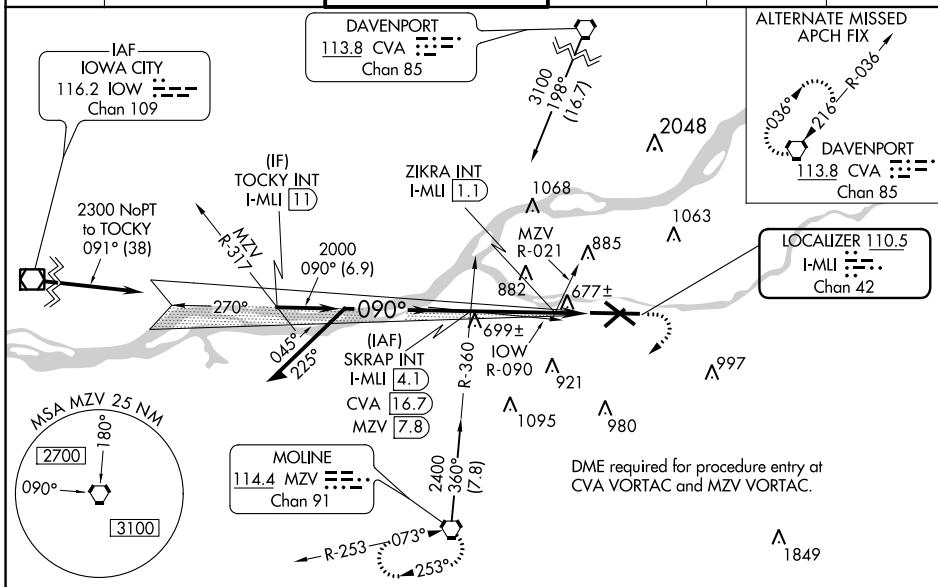 IAF
IOWA CITY
116.2 IOW
Chan 109
DAVENPORT
113.8 CVA
Chan 85
ALTERNATE MISSED
APCH FIX
R-036
036°
216°
DAVENPORT
113.8 CVA
Chan 85
3100
198°
(16.7)
2048
(IF)
TOCKY INT
I-MLI 11
ZIKRA INT
I-MLI 1.1
1068
1063
2300 NoPT
to TOCKY
091° (38)
MZV
R-317
2000
090° (6.9)
MZV
R-021
885
882
LOCALIZER 110.5
I-MLI
Chan 42
677±
270°
090°
045°
225°
699±
IOW
R-090
(IAF)
SKRAP INT
I-MLI 4.1
CVA 16.7
MZV 7.8
R-360
921
997
1095
980
MSA MZV 25 NM
180°
2700
090°
3100
MOLINE
114.4 MZV
Chan 91
2400
360°
(7.8)
DME required for procedure entry at
CVA VORTAC and MZV VORTAC.
R-253
073°
253°
1849